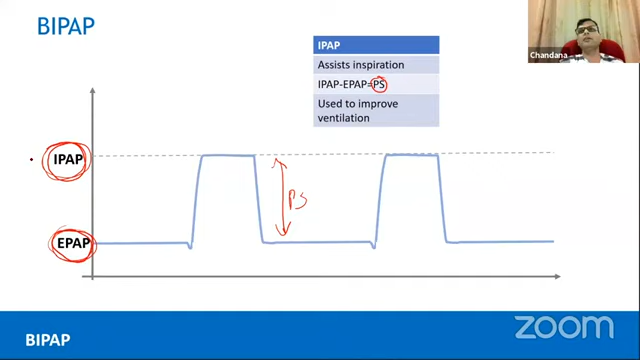 BIPAP
IPAP
Assists inspiration
IPAP-EPAP=PS
Used to improve
ventilation
Chandana
IPAP
PS
EPAP
BIPAP
zoom